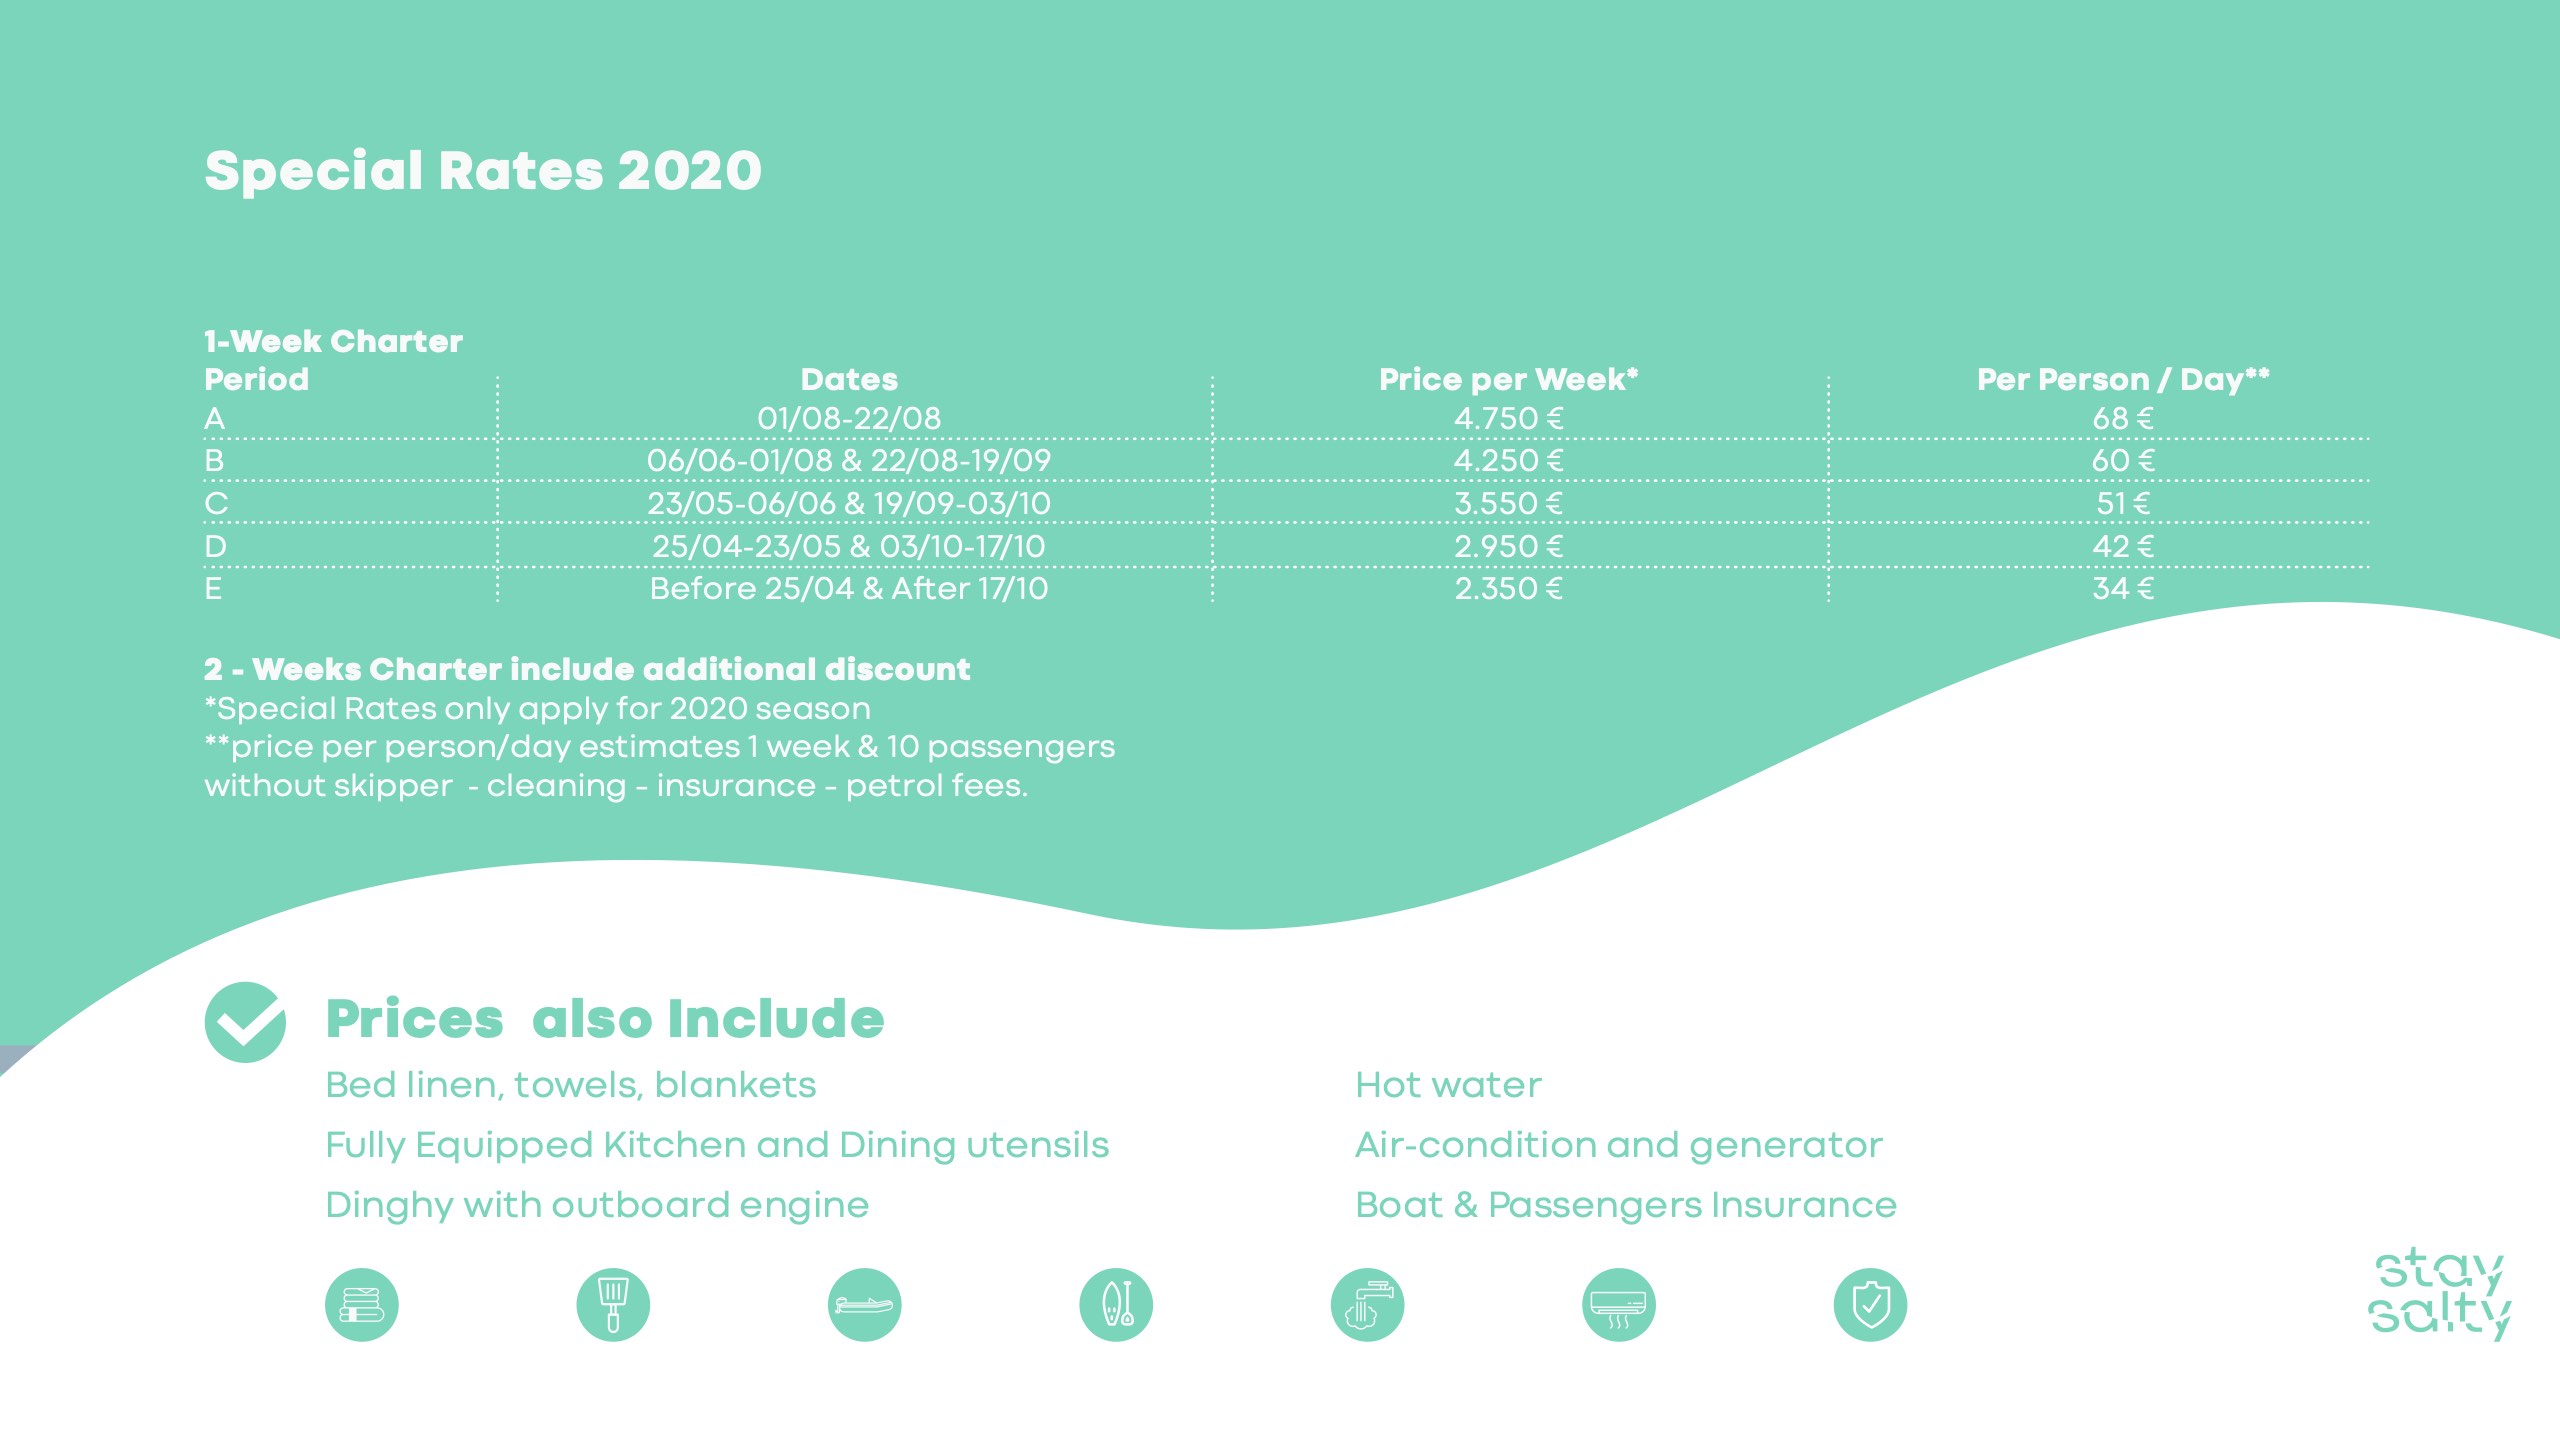 Special Rates 2020
1-Week Charter
Period Dates Price per Week* Per Person / Day**
A 01/08-22/08 4.750 € 68 €
B 06/06-01/08 & 22/08-19/09 4.250 € 60 €
C 23/05-06/06 & 19/09-03/10 3.550 € 51 €
D 25/04-23/05 & 03/10-17/10 2.950 € 42 €
E Before 25/04 & After 17/10 2.350 € 34 €
2 - Weeks Charter include additional discount
*Special Rates only apply for 2020 season
**price per person/day estimates 1 week & 10 passengers
without skipper - cleaning - insurance - petrol fees.
Prices also Include
Bed linen, towels, blankets
Fully Equipped Kitchen and Dining utensils
Dinghy with outboard engine
Hot water
Air-condition and generator
Boat & Passengers Insurance
stay
salty